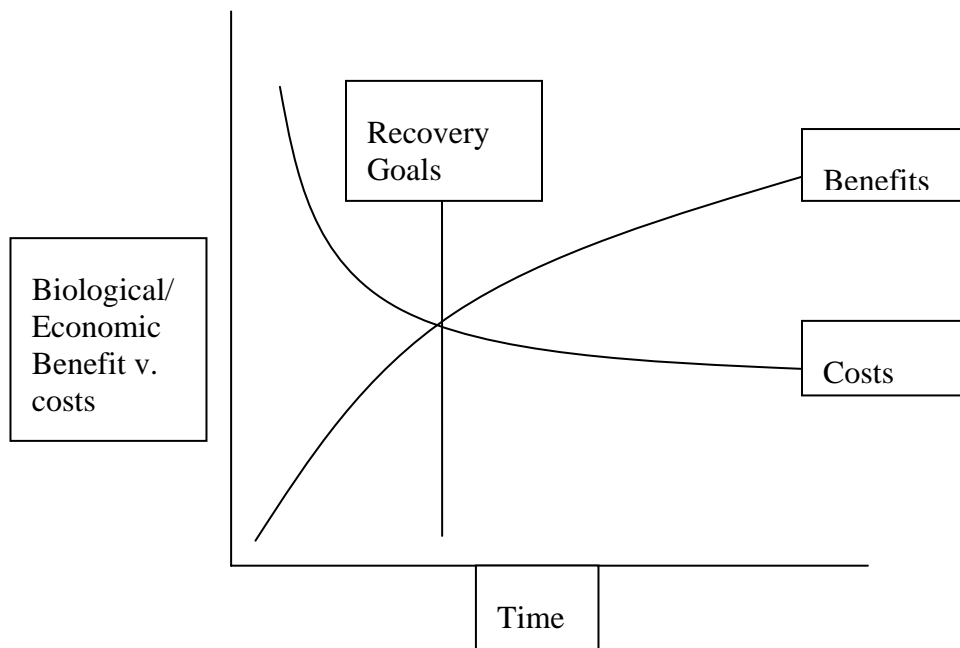 Recovery
Goals
Benefits
Biological/
Economic
Benefit v.
costs
Costs
Time